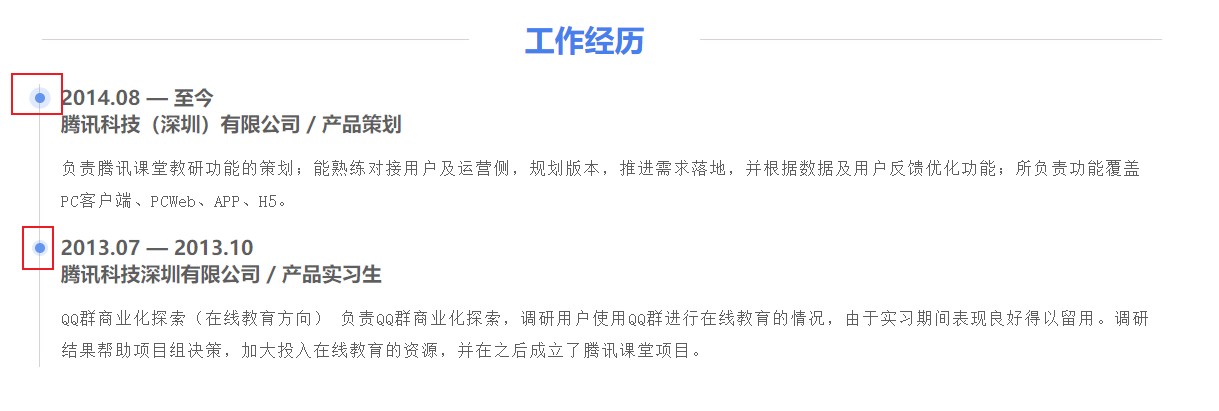 工作经历
2014.08 — 至今
腾讯科技（深圳）有限公司 / 产品策划
负责腾讯课堂教研功能的策划；能熟练对接用户及运营侧，规划版本，推进需求落地，并根据数据及用户反馈优化功能；所负责功能覆盖
PC客户端、PCWeb、APP、H5。
2013.07 — 2013.10
腾讯科技深圳有限公司 / 产品实习生
QQ群商业化探索（在线教育方向） 负责QQ群商业化探索，调研用户使用QQ群进行在线教育的情况，由于实习期间表现良好得以留用。调研
结果帮助项目组决策，加大投入在线教育的资源，并在之后成立了腾讯课堂项目。